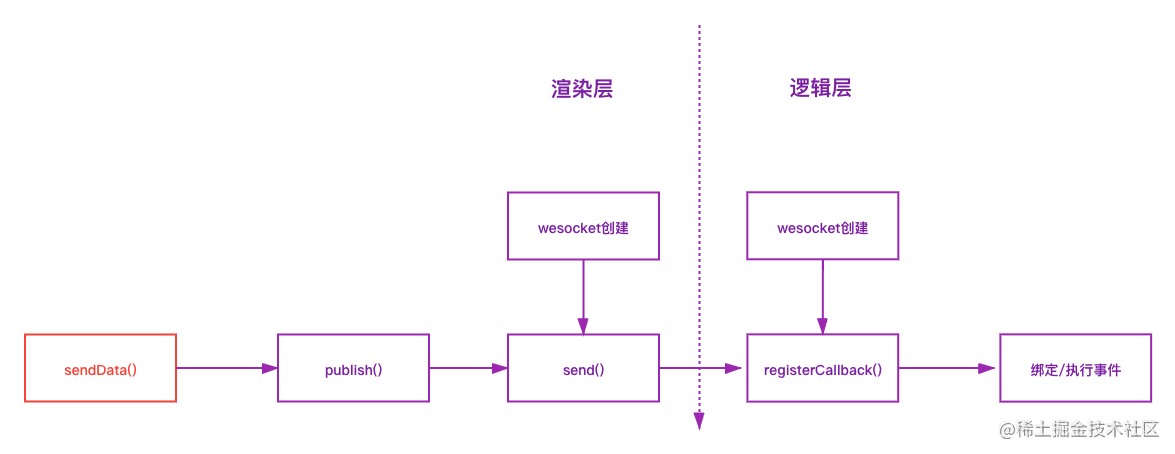 渲染层
逻辑层
wesocket创建
wesocket创建
sendData()
publish()
send()
registerCallback()
绑定/执行事件
@稀土掘金技术社区